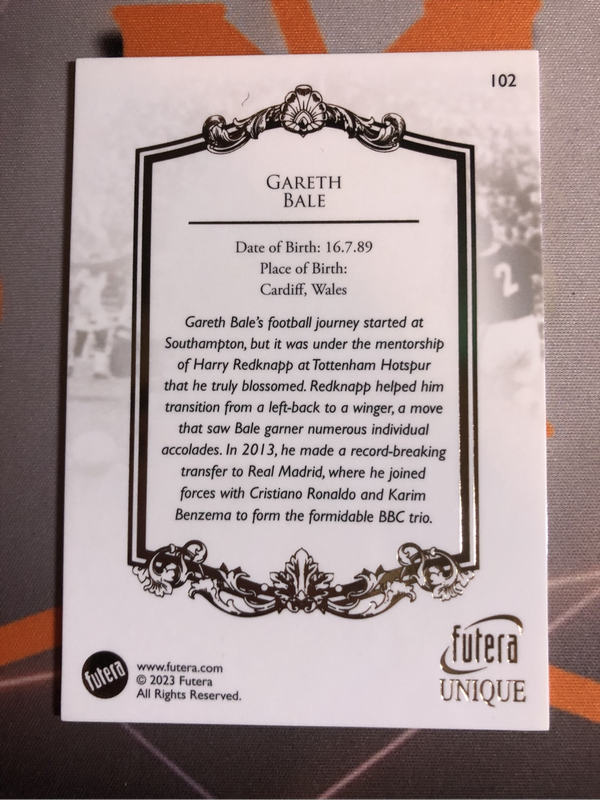 102
GARETH
BALE
Date of Birth: 16.7.89
Place of Birth:
Cardiff, Wales
Gareth Bale's football journey started at
Southampton, but it was under the mentorship
of Harry Redknapp at Tottenham Hotspur
that he truly blossomed. Redknapp helped him
transition from a left-back to a winger, a move
that saw Bale garner numerous individual
accolades. In 2013, he made a record-breaking
transfer to Real Madrid, where he joined
forces with Cristiano Ronaldo and Karim
Benzema to form the formidable BBC trio.
2
futera
www.futera.com
© 2023 Futera
All Rights Reserved.
futera
UNIQUE